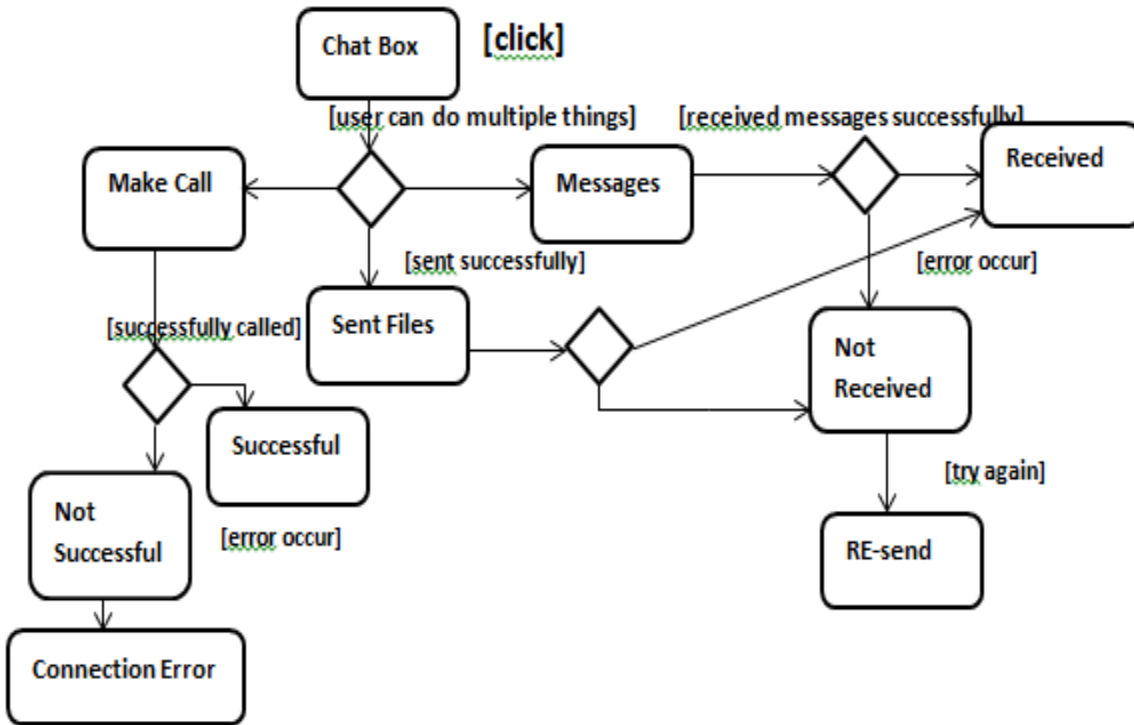 Chat Box
[click]
[user can do multiple things]
[received messages successfully]
Make Call
Messages
Received
[sent successfully]
[error occur]
[successfully called]
Sent Files
Not
Received
Successful
[try again]
Not
Successful
[error occur]
RE-send
Connection Error